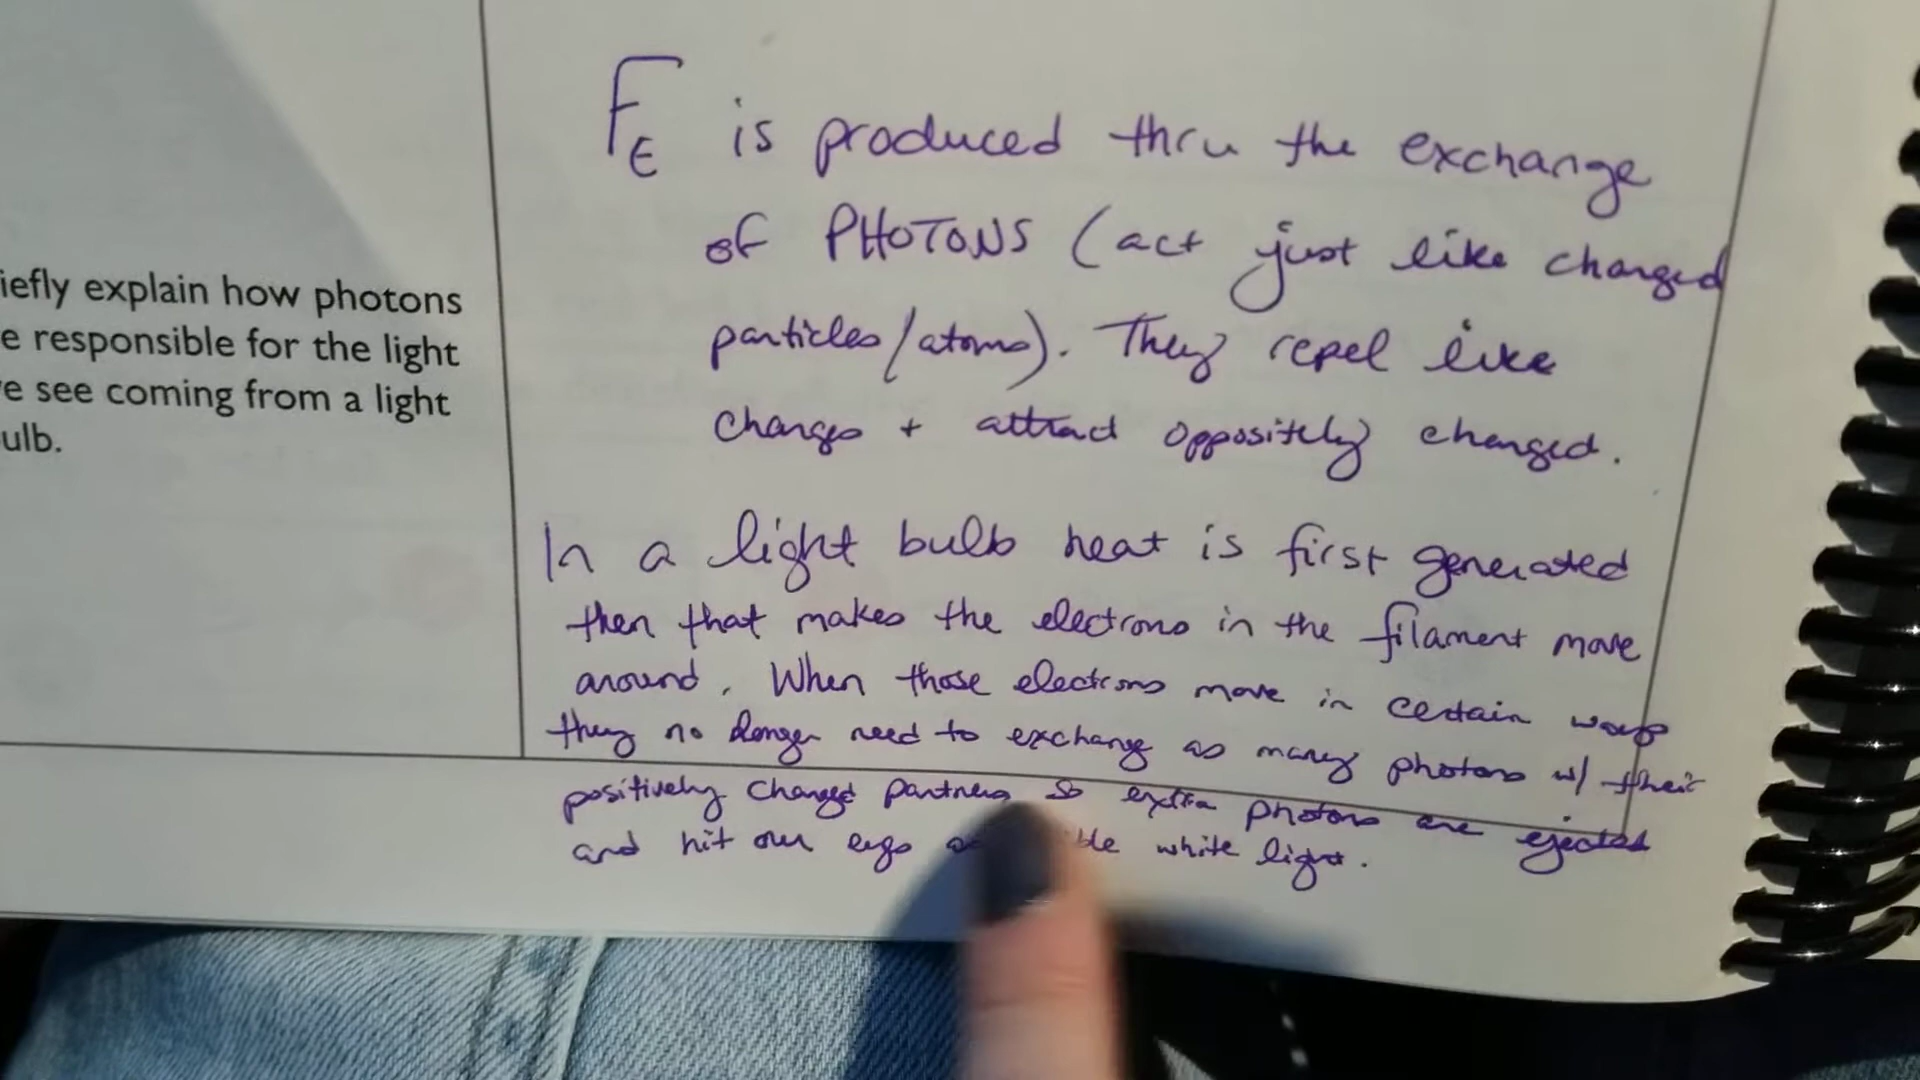 iefly explain how photons
e responsible for the light
e see coming from a light
ulb.
FE is produced thru the exchange
of PHOTONS (act just like charged
particles/atoms). They repel like
charges + attract oppositely charged.
In a light bulb heat is first generated
then that makes the electrons in the filament move
around. When those electrons move in certain ways
they no longer need to exchange as many photons w/ their
positively charged partners so extra photons are ejected
and hit our eyes white light.